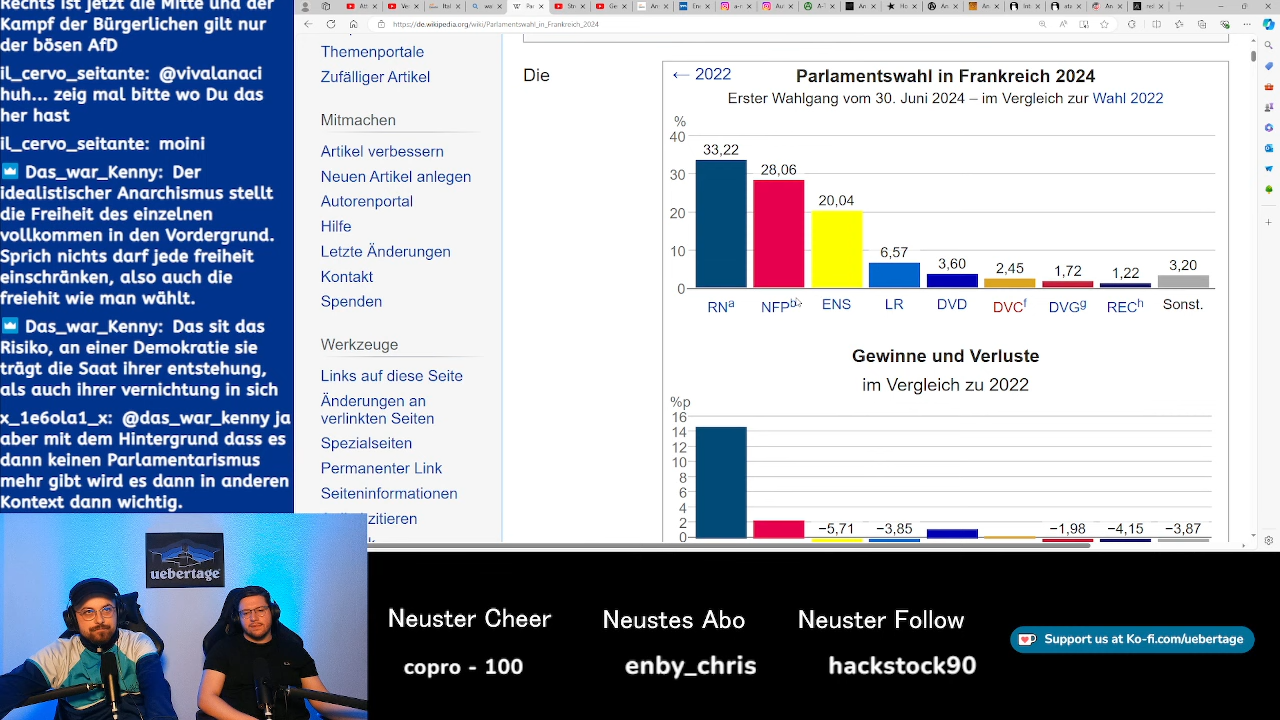 Rechts ist jetzt die Mitte und der
Kampf der Bürgerlichen gilt nur
der bösen AfD
il_cervo_seitante: @vivalanaci
huh... zeig mal bitte wo Du das
her hast
il_cervo_seitante: moini
Das_war_Kenny: Der
idealistischer Anarchismus stellt
die Freiheit des einzelnen
vollkommen in den Vordergrund.
Sprich nichts darf jede freiheit
einschränken, also auch die
freiehit wie man wählt.
Das_war_Kenny: Das sit das
Risiko, an einer Demokratie sie
trägt die Saat ihrer entstehung,
als auch ihrer vernichtung in sich
x_1e6ola1_x: @das_war_kenny ja
aber mit dem Hintergrund dass es
dann keinen Parlamentarismus
mehr gibt wird es dann in anderen
Kontext dann wichtig.
https://de.wikipedia.org/wiki/Parlamentswahl_in_Frankreich_2024
Themenportale
Zufälliger Artikel
Mitmachen
Artikel verbessern
Neuen Artikel anlegen
Autorenportal
Hilfe
Letzte Änderungen
Kontakt
Spenden
Werkzeuge
Links auf diese Seite
Änderungen an
verlinkten Seiten
Spezialseiten
Permanenter Link
Seiteninformationen
zitieren
Die
← 2022
Parlamentswahl in Frankreich 2024
Erster Wahlgang vom 30. Juni 2024 – im Vergleich zur Wahl 2022
%
40
30
20
10
0
33,22
28,06
20,04
6,57
3,60
2,45
1,72
1,22
3,20
RNa
NFPb
ENS
LR
DVD
DVCf
DVGg
RECh
Sonst.
Gewinne und Verluste
im Vergleich zu 2022
%p
16
14
12
10
8
6
4
2
0
−5,71
−3,85
−1,98
−4,15
−3,87
uebertage
Neuster Cheer
copro - 100
Neustes Abo
enby_chris
Neuster Follow
hackstock90
Support us at Ko-fi.com/uebertage